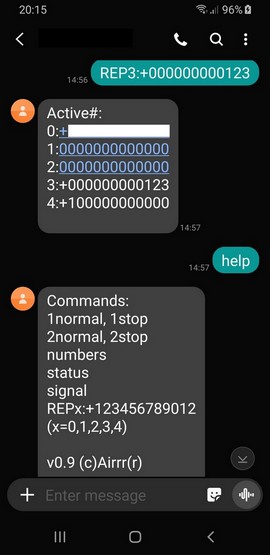 20:15
96%
REP3:+000000000123
14:56
Active#:
0:+
1:0000000000000
2:0000000000000
3:+000000000123
4:+100000000000
14:57
help
14:57
Commands:
1normal, 1stop
2normal, 2stop
numbers
status
signal
REPx:+123456789012
(x=0,1,2,3,4)
v0.9 (c)Airrr(r)
Enter message